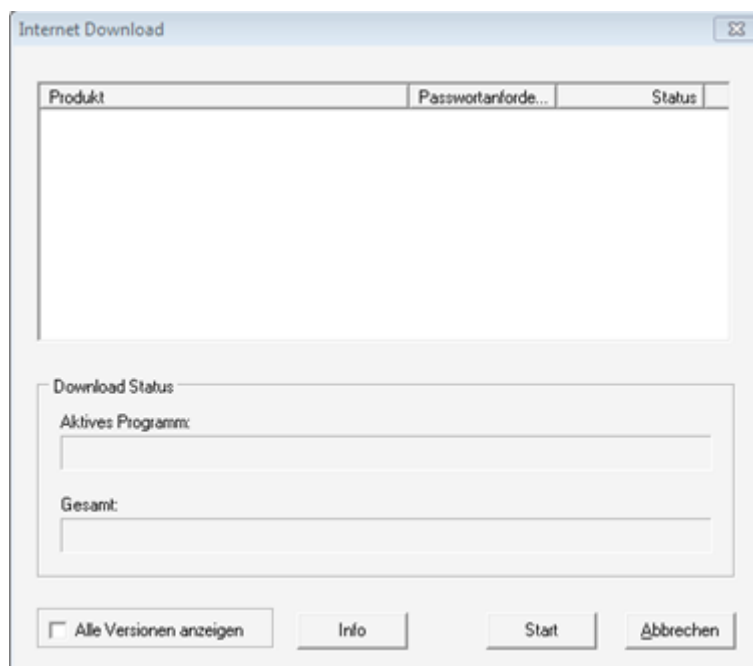 Internet Download
Produkt Passwortanforde... Status
Download Status
Aktives Programm:
Gesamt:
Alle Versionen anzeigen Info Start Abbrechen